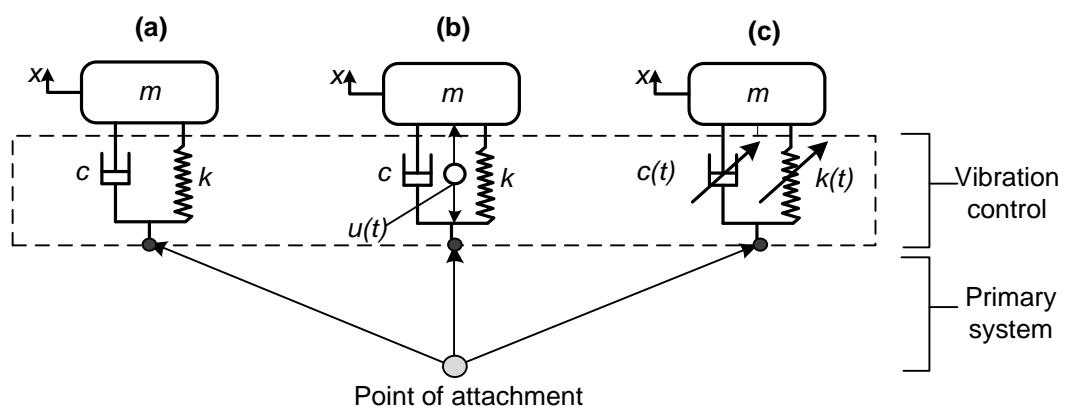 (a)
(b)
(c)
x
m
x
m
x
m
c
k
c
k
u(t)
c(t)
k(t)
Vibration
control
Primary
system
Point of attachment